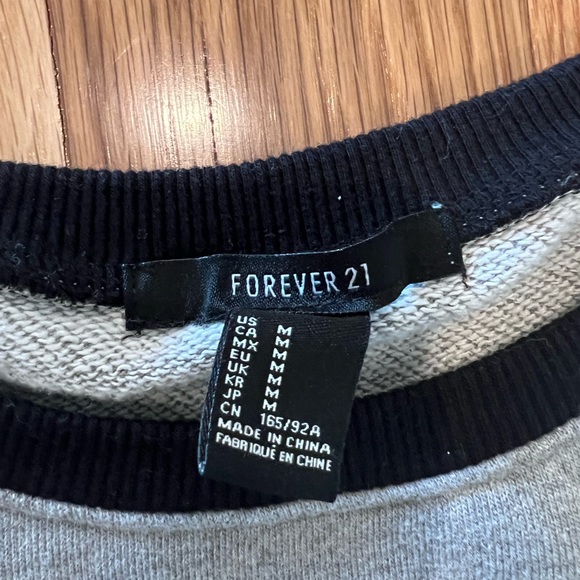 FOREVER 21
US M
CA M
MX M
EU M
UK M
KR M
JP M
CN 165/92A
MADE IN CHINA
FABRIQUÉ EN CHINE